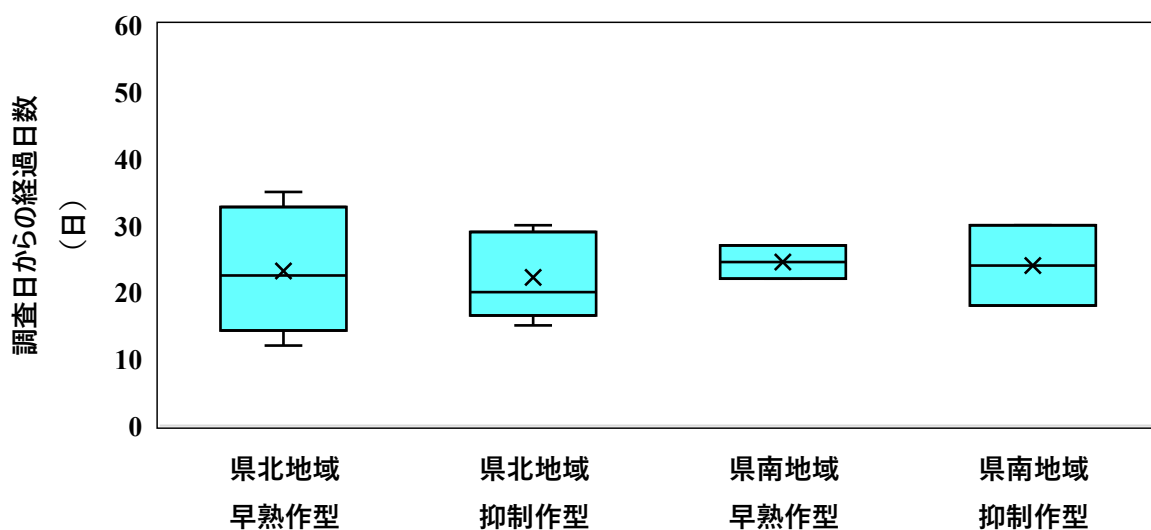 調査日からの経過日数
（日）
60
50
40
30
20
10
0
県北地域
早熟作型
県北地域
抑制作型
県南地域
早熟作型
県南地域
抑制作型